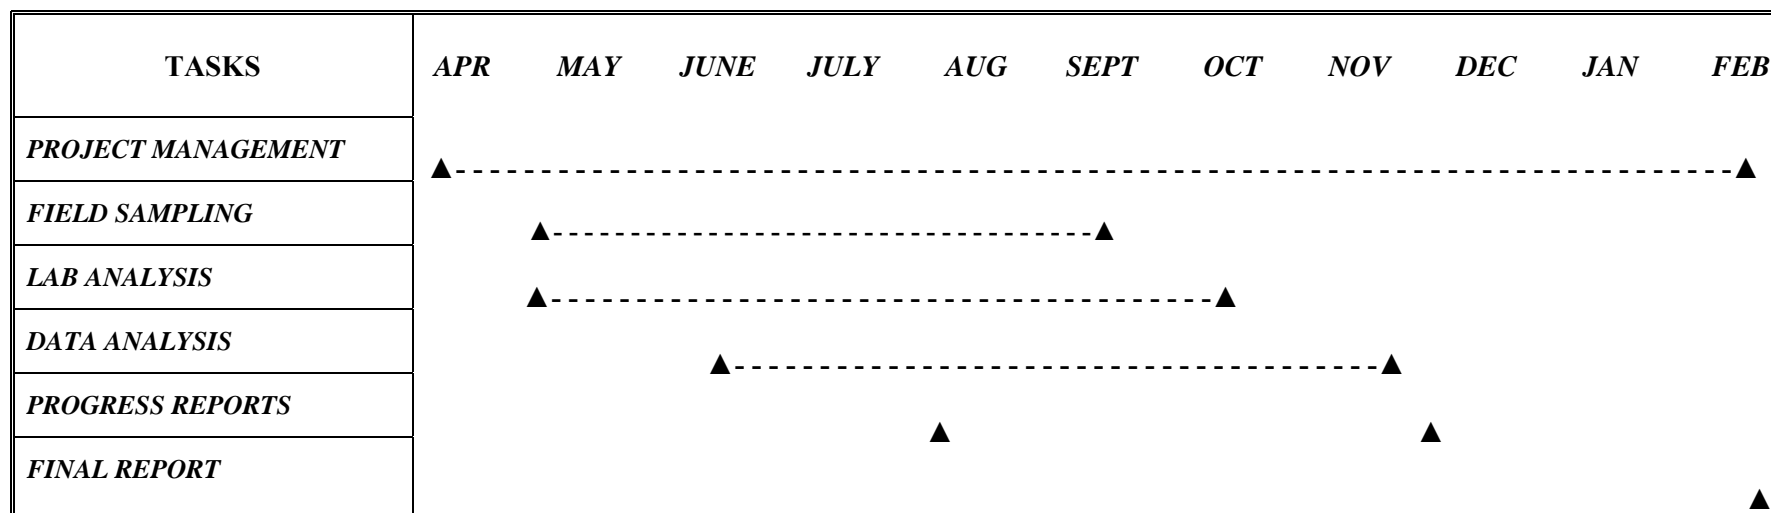 TASKS APR MAY JUNE JULY AUG SEPT OCT NOV DEC JAN FEB
PROJECT MANAGEMENT
▲- - - - - - - - - - - - - - - - - - - - - - - - - - - - - - - - - - - - - - - - - - - - - - - - - - - - - - - - - - - - - - - - - - - - - - - - - - -▲
FIELD SAMPLING
▲- - - - - - - - - - - - - - - - - - - - - - - - - - - - - - - -▲
LAB ANALYSIS
▲- - - - - - - - - - - - - - - - - - - - - - - - - - - - - - - - - - - - - - -▲
DATA ANALYSIS
▲- - - - - - - - - - - - - - - - - - - - - - - - - - - - - - - - - - - - - -▲
PROGRESS REPORTS
▲ ▲
FINAL REPORT
▲